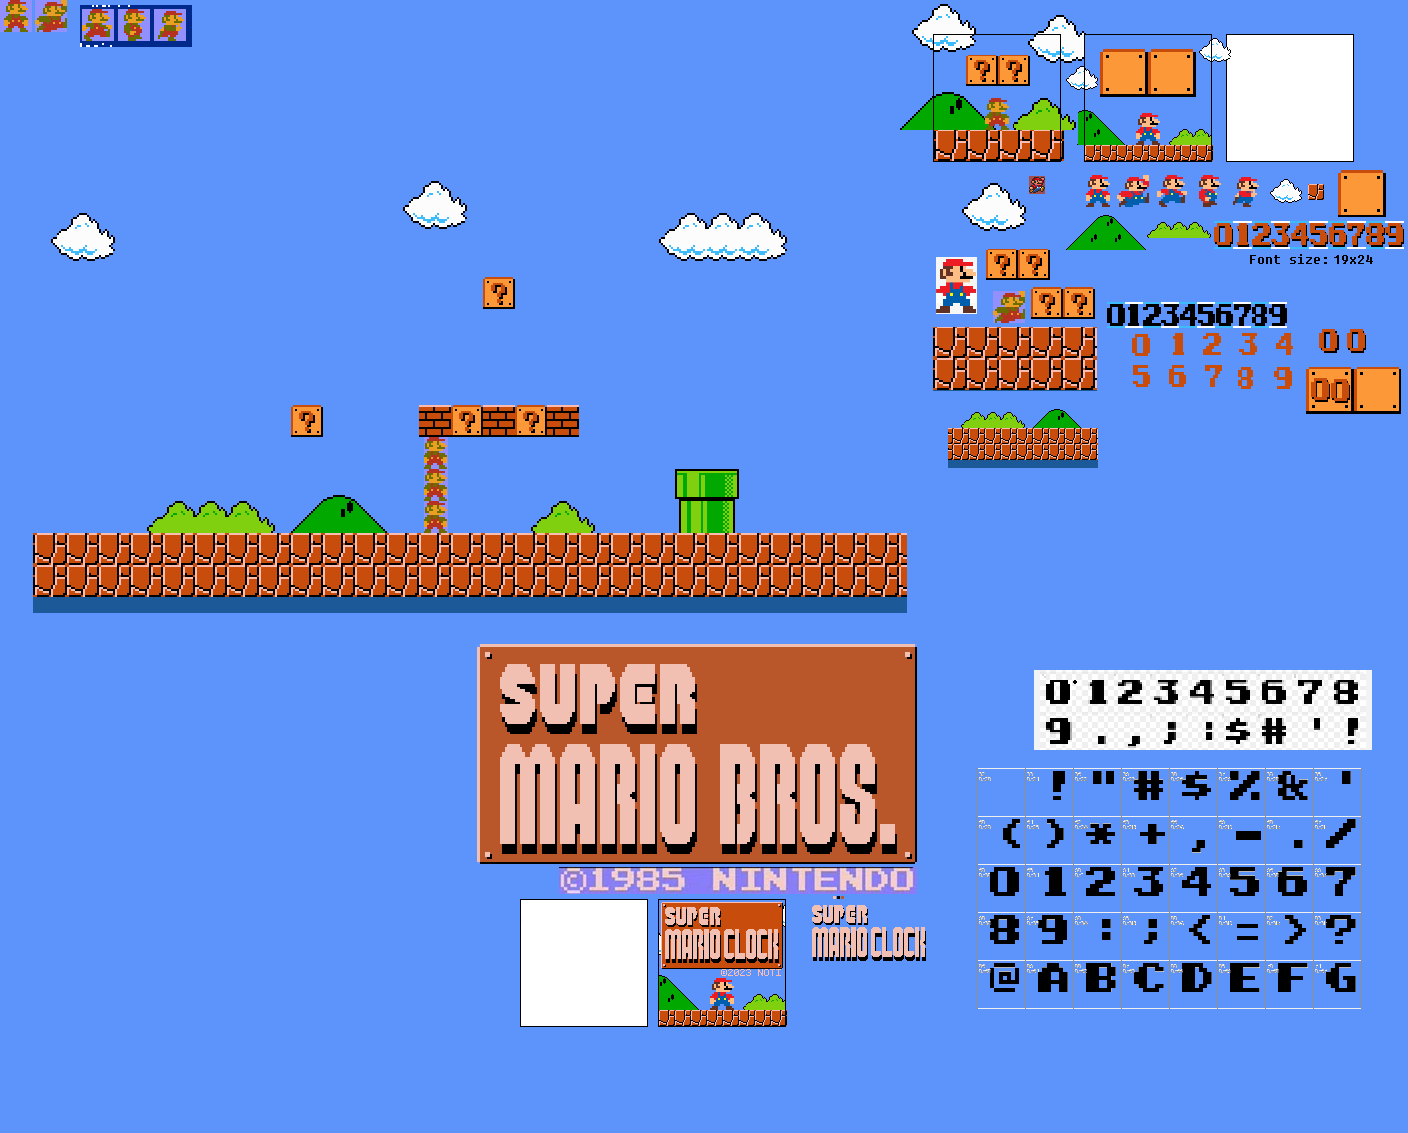 ? ?
0123456789
Font size: 19x24
? ?
? ?
0123456789
0 1 2 3 4
00
5 6 7 8 9
00
?
?
? ?
SUPER
MARIO BROS.
©1985 NINTENDO
SUPER
MARIO CLOCK
©2023 NOTI
SUPER
MARIO CLOCK
0 1 2 3 4 5 6 7 8
9 . , ; : $ # ' !
! " # $ % & '
( ) * + , - . /
0 1 2 3 4 5 6 7
8 9 : ; < = > ?
@ A B C D E F G